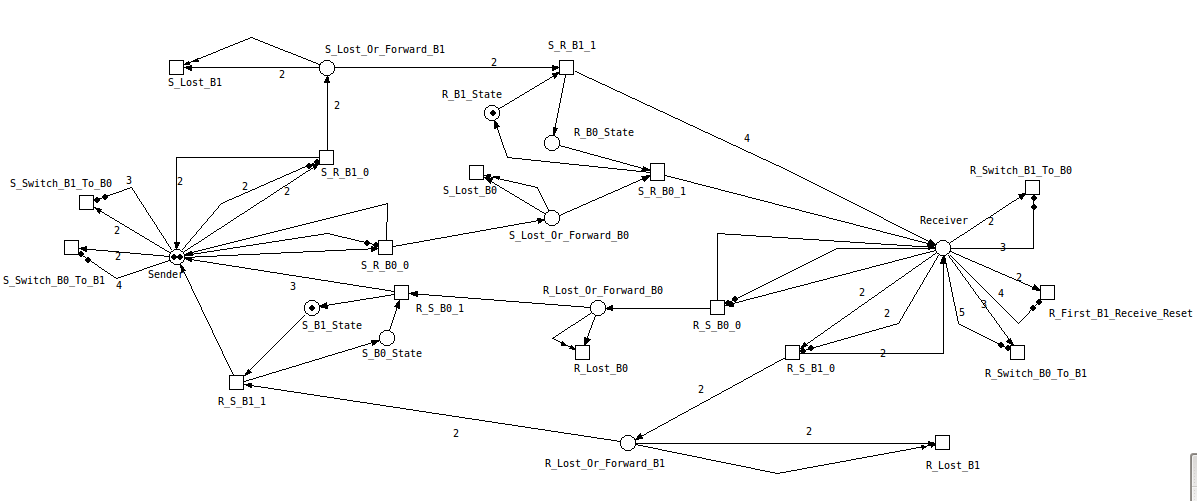 S_Lost_Or_Forward_B1
S_R_B1_1
2
2
S_Lost_B1
R_B1_State
2
R_B0_State
4
S_R_B1_0
S_Switch_B1_To_B0
3
2
2
2
S_Lost_B0
S_R_B0_1
R_Switch_B1_To_B0
2
Receiver
2
S_Lost_Or_Forward_B0
3
2
S_R_B0_0
Sender
S_Switch_B0_To_B1
4
3
R_Lost_Or_Forward_B0
2
2
4
3
R_S_B0_1
5
2
R_First_B1_Receive_Reset
S_B1_State
R_S_B0_0
S_B0_State
2
R_Lost_B0
R_S_B1_0
R_Switch_B0_To_B1
2
R_S_B1_1
2
2
R_Lost_Or_Forward_B1
R_Lost_B1